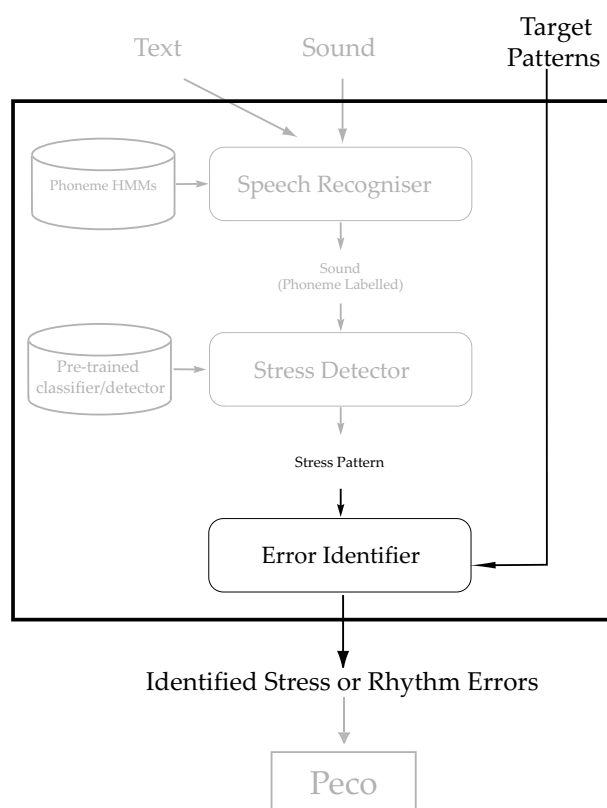 Text
Sound
Target
Patterns
Phoneme HMMs
Speech Recogniser
Sound
(Phoneme Labelled)
Pre-trained
classifier/detector
Stress Detector
Stress Pattern
Error Identifier
Identified Stress or Rhythm Errors
Peco